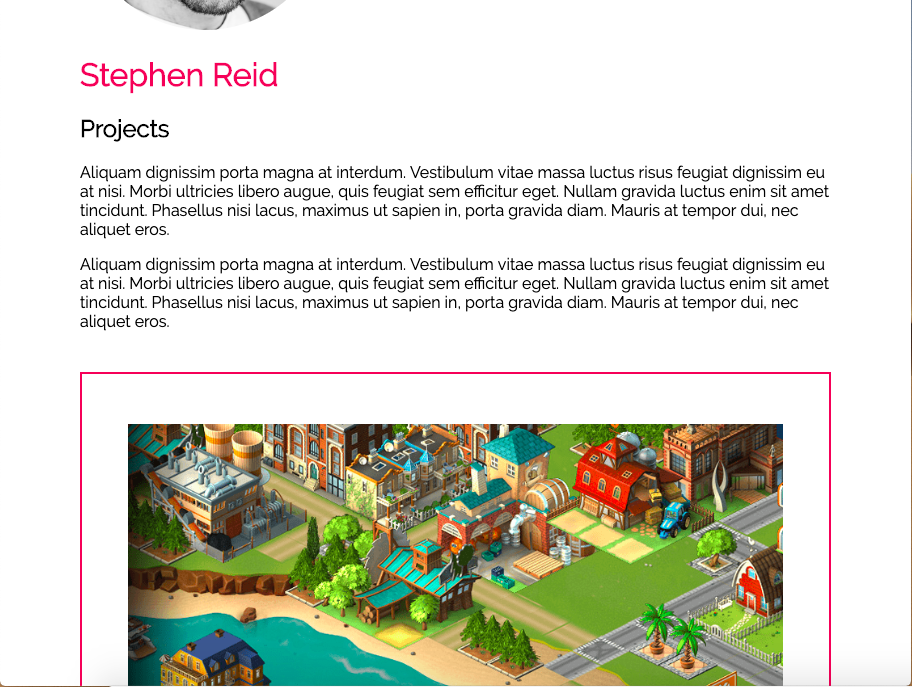 Stephen Reid
Projects
Aliquam dignissim porta magna at interdum. Vestibulum vitae massa luctus risus feugiat dignissim eu
at nisi. Morbi ultricies libero augue, quis feugiat sem efficitur eget. Nullam gravida luctus enim sit amet
tincidunt. Phasellus nisi lacus, maximus ut sapien in, porta gravida diam. Mauris at tempor dui, nec
aliquet eros.
Aliquam dignissim porta magna at interdum. Vestibulum vitae massa luctus risus feugiat dignissim eu
at nisi. Morbi ultricies libero augue, quis feugiat sem efficitur eget. Nullam gravida luctus enim sit amet
tincidunt. Phasellus nisi lacus, maximus ut sapien in, porta gravida diam. Mauris at tempor dui, nec
aliquet eros.